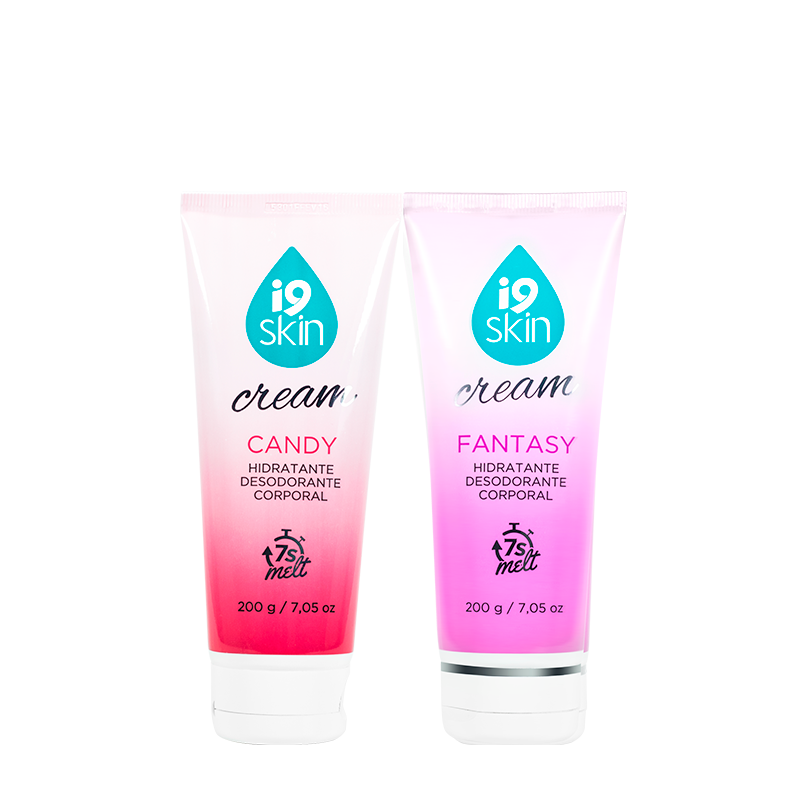 i9
skin
cream
CANDY
HIDRATANTE
DESODORANTE
CORPORAL
7s
melt
200 g / 7,05 oz
i9
skin
cream
FANTASY
HIDRATANTE
DESODORANTE
CORPORAL
7s
melt
200 g / 7,05 oz